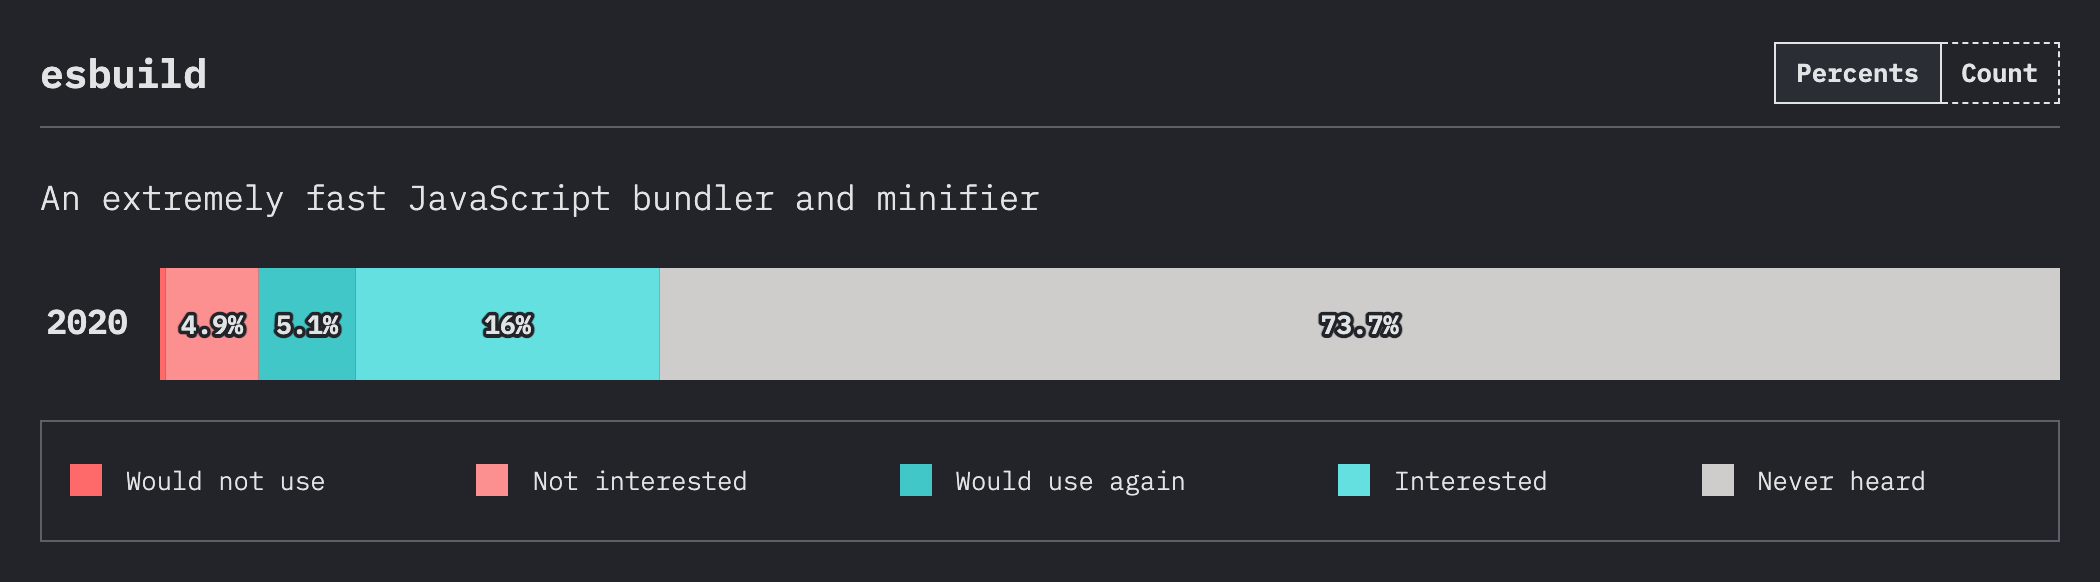 esbuild
Percents Count
An extremely fast JavaScript bundler and minifier
2020 4.9% 5.1% 16% 73.7%
Would not use Not interested Would use again Interested Never heard